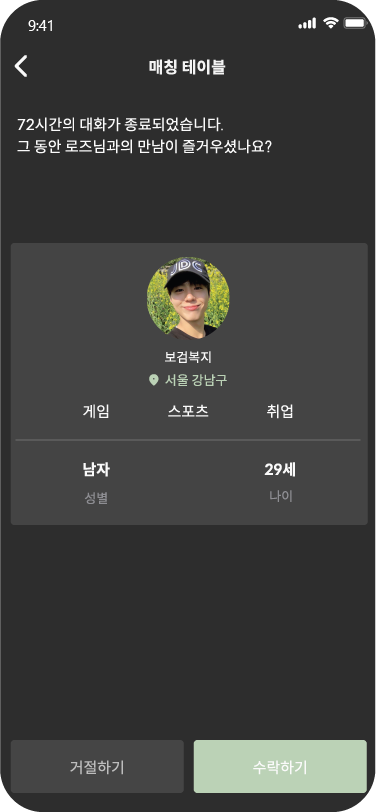 9:41
매칭 테이블
72시간의 대화가 종료되었습니다.
그 동안 로즈님과의 만남이 즐거우셨나요?
JDC
보검복지
서울 강남구
게임 스포츠 취업
남자 29세
성별 나이
거절하기 수락하기